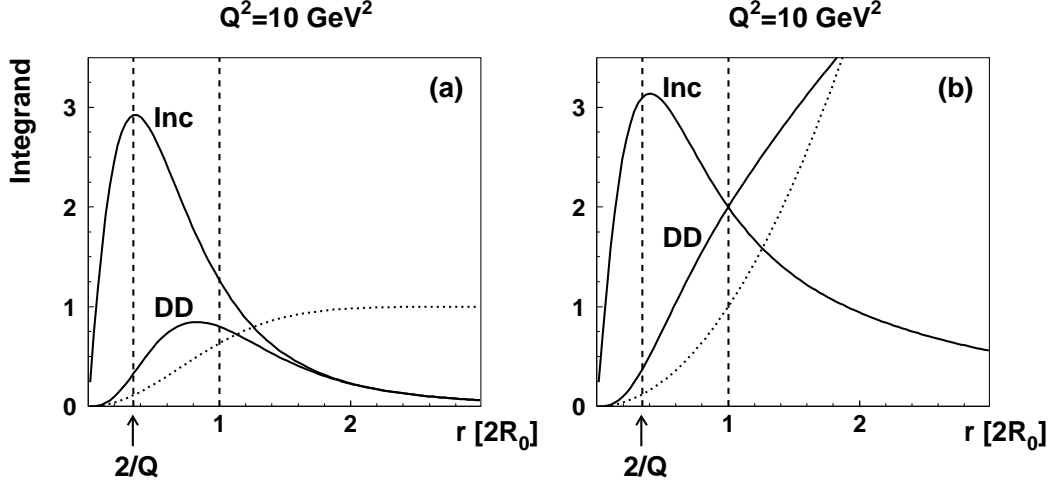 Q²=10 GeV²
Integrand
(a)
Inc
DD
3
2
1
0
1
2
r [2R₀]
2/Q
Q²=10 GeV²
(b)
Inc
DD
3
2
1
0
1
2
r [2R₀]
2/Q